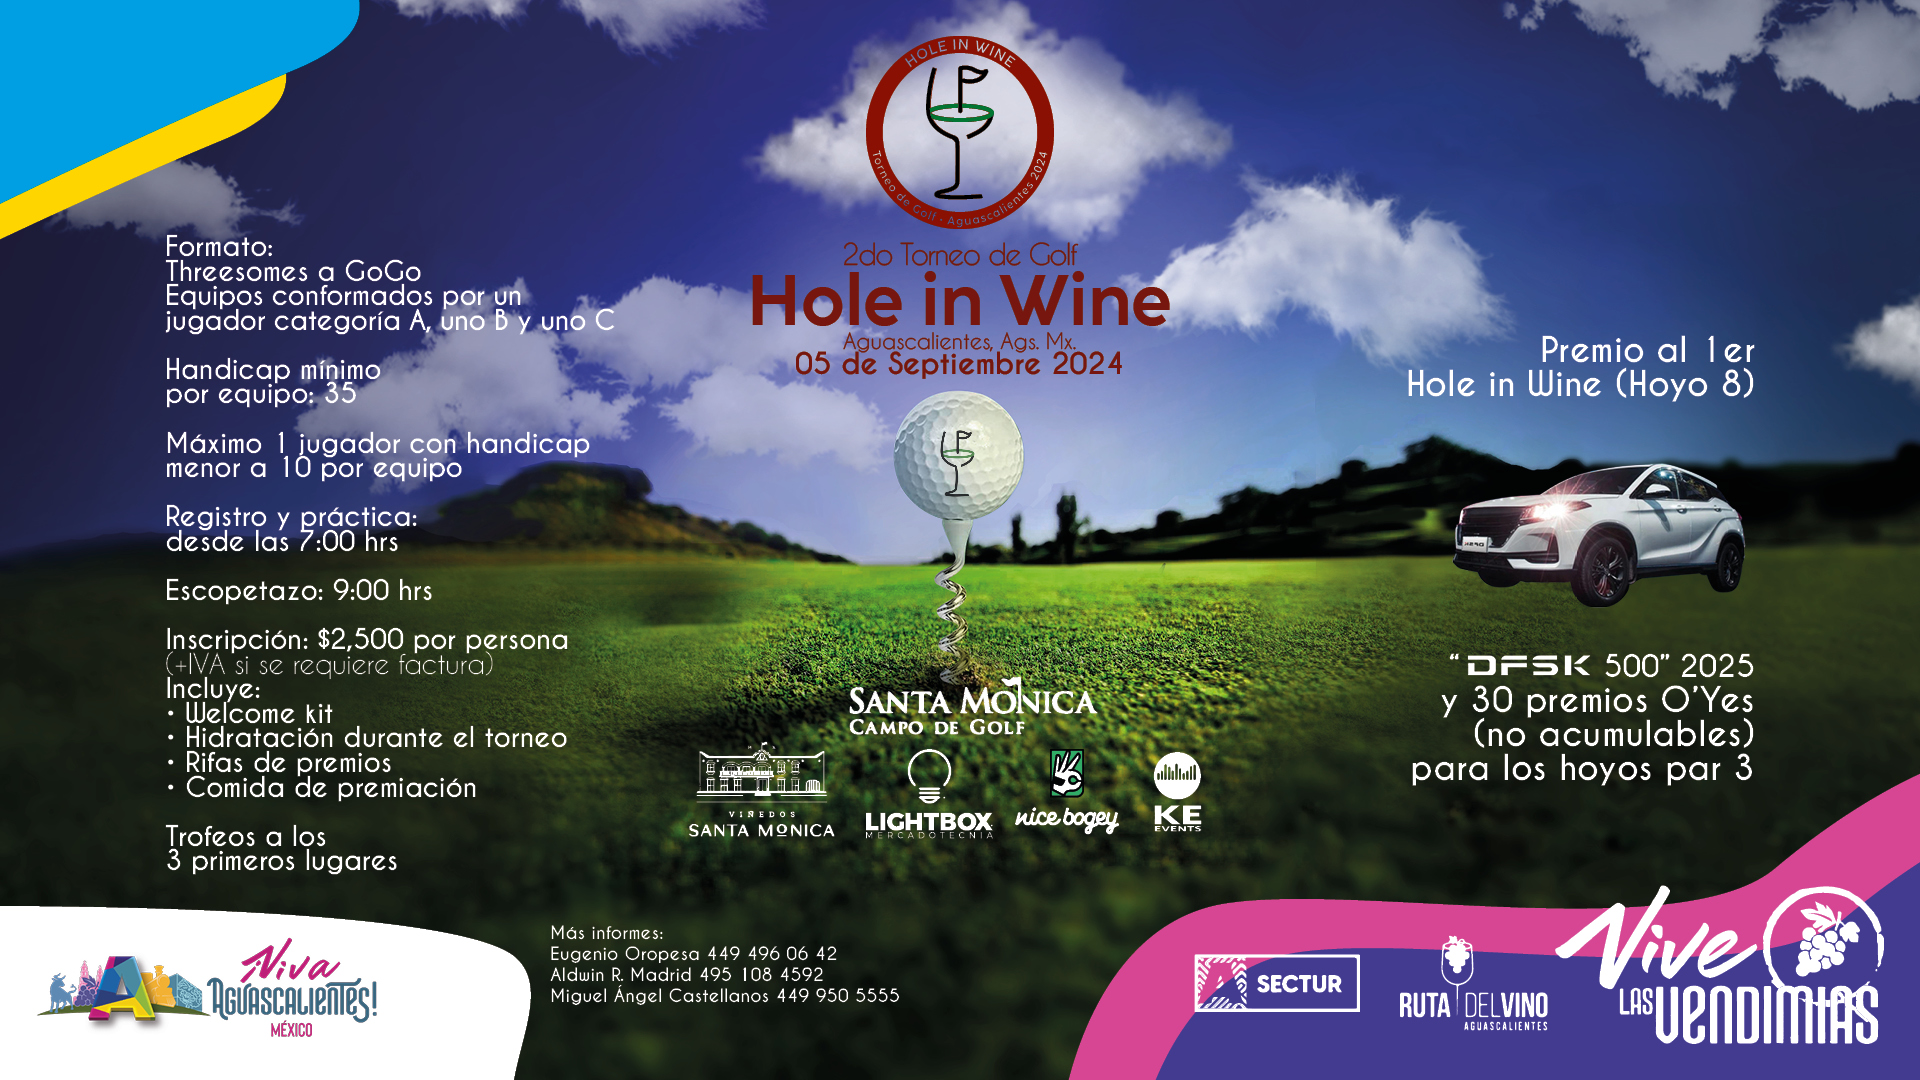 HOLE IN WINE
Torneo de Golf - Aguascalientes 2024
2do Torneo de Golf
Hole in Wine
Aguascalientes, Ags. Mx.
05 de Septiembre 2024
Formato:
Threesomes a GoGo
Equipos conformados por un
jugador categoría A, uno B y uno C
Handicap mínimo
por equipo: 35
Máximo 1 jugador con handicap
menor a 10 por equipo
Registro y práctica:
desde las 7:00 hrs
Escopetazo: 9:00 hrs
Inscripción: $2,500 por persona
(+IVA si se requiere factura)
Incluye:
• Welcome kit
• Hidratación durante el torneo
• Rifas de premios
• Comida de premiación
Trofeos a los
3 primeros lugares
Premio al 1er
Hole in Wine (Hoyo 8)
"DFSK 500" 2025
y 30 premios O'Yes
(no acumulables)
para los hoyos par 3
SANTA MÓNICA
CAMPO DE GOLF
VIÑEDOS
SANTA MÓNICA
LIGHTBOX
MERCADOTECNIA
nice bogey
KE
EVENTS
Más informes:
Eugenio Oropesa 449 496 06 42
Aldwin R. Madrid 495 108 4592
Miguel Ángel Castellanos 449 950 5555
¡Viva
AGUASCALIENTES!
MÉXICO
SECTUR
RUTA DEL VINO
AGUASCALIENTES
Vive
LAS VENDIMIAS